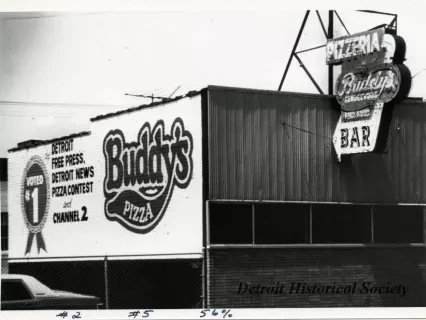 VOTED
#1
DETROIT
FREE PRESS,
DETROIT NEWS
PIZZA CONTEST
and
CHANNEL 2
Buddy's
PIZZA
PIZZERIA
Buddy's
RENDEZVOUS
BAR
Detroit Historical Society
#2 #5 56%